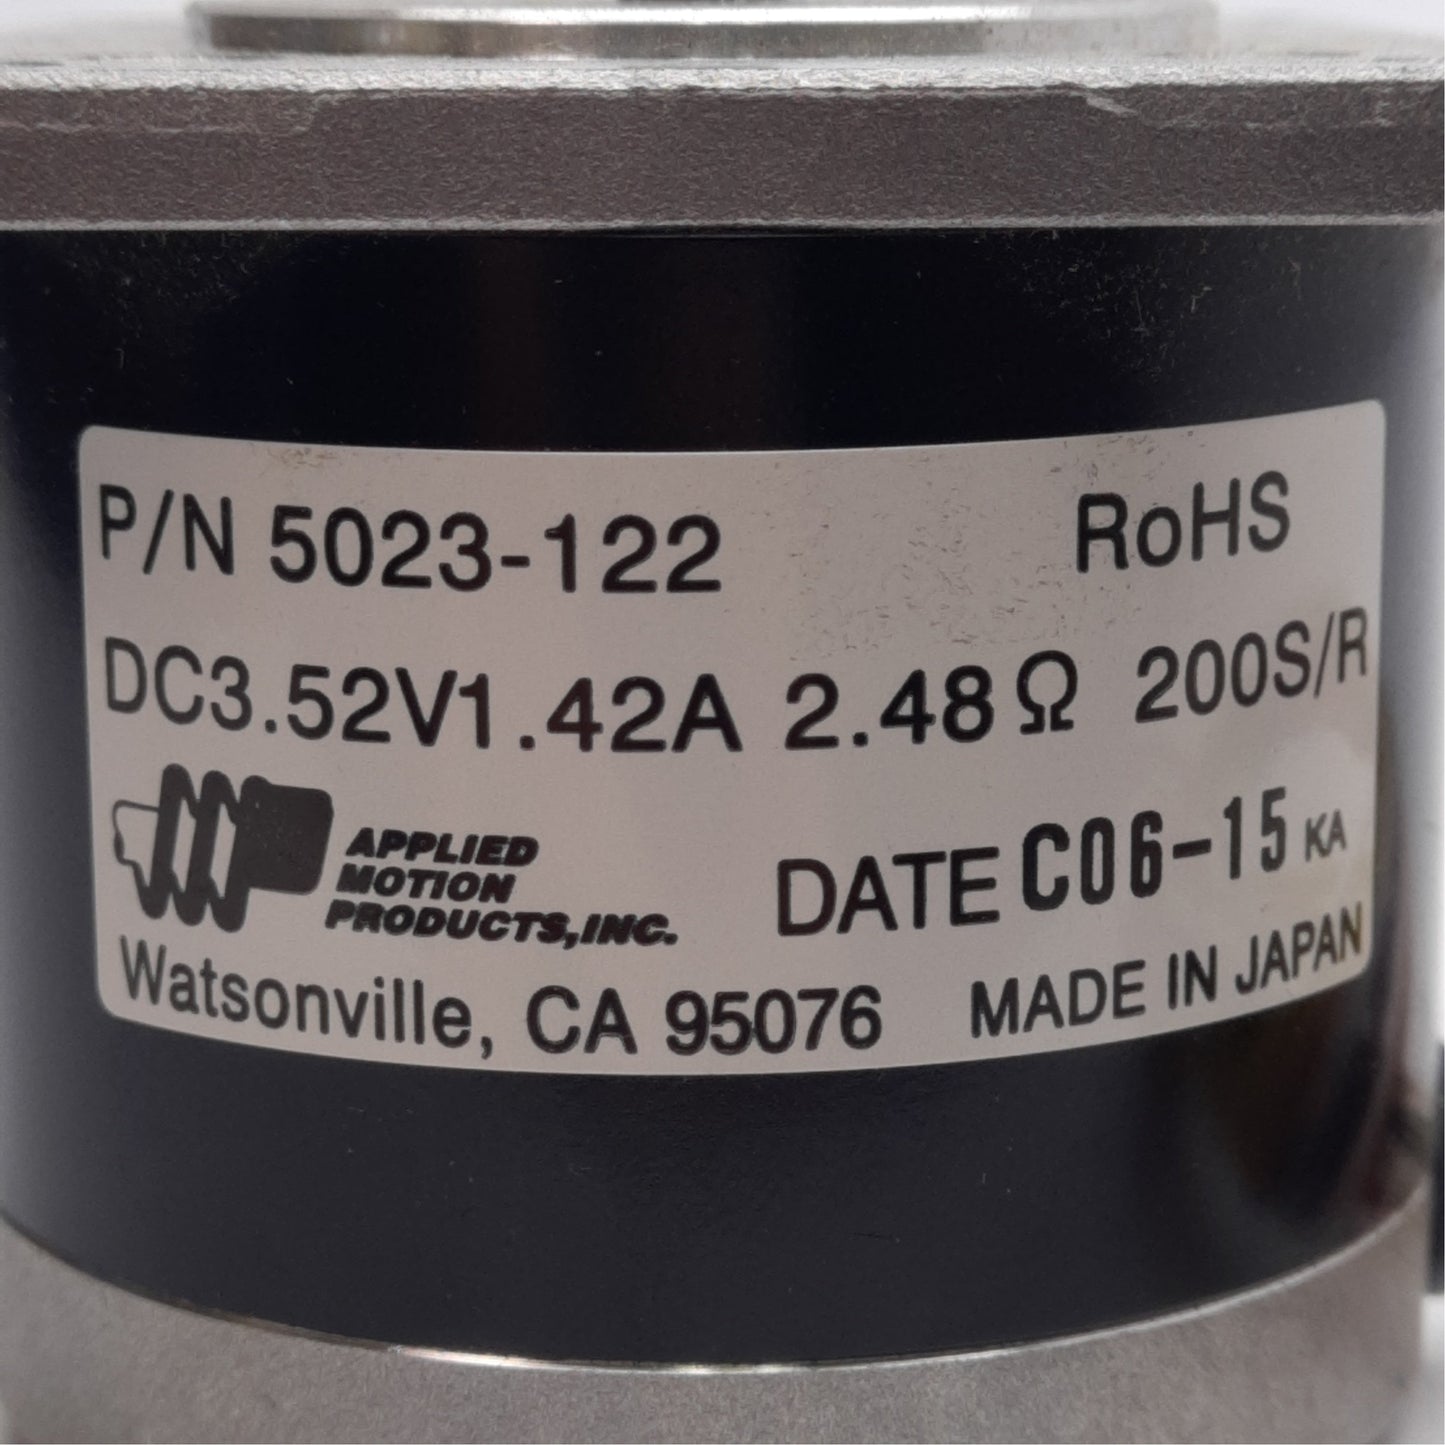 P/N 5023-122 RoHS
DC3.52V1.42A 2.48Ω 200S/R
APPLIED
MOTION
PRODUCTS,INC.
DATE C06-15 KA
Watsonville, CA 95076 MADE IN JAPAN